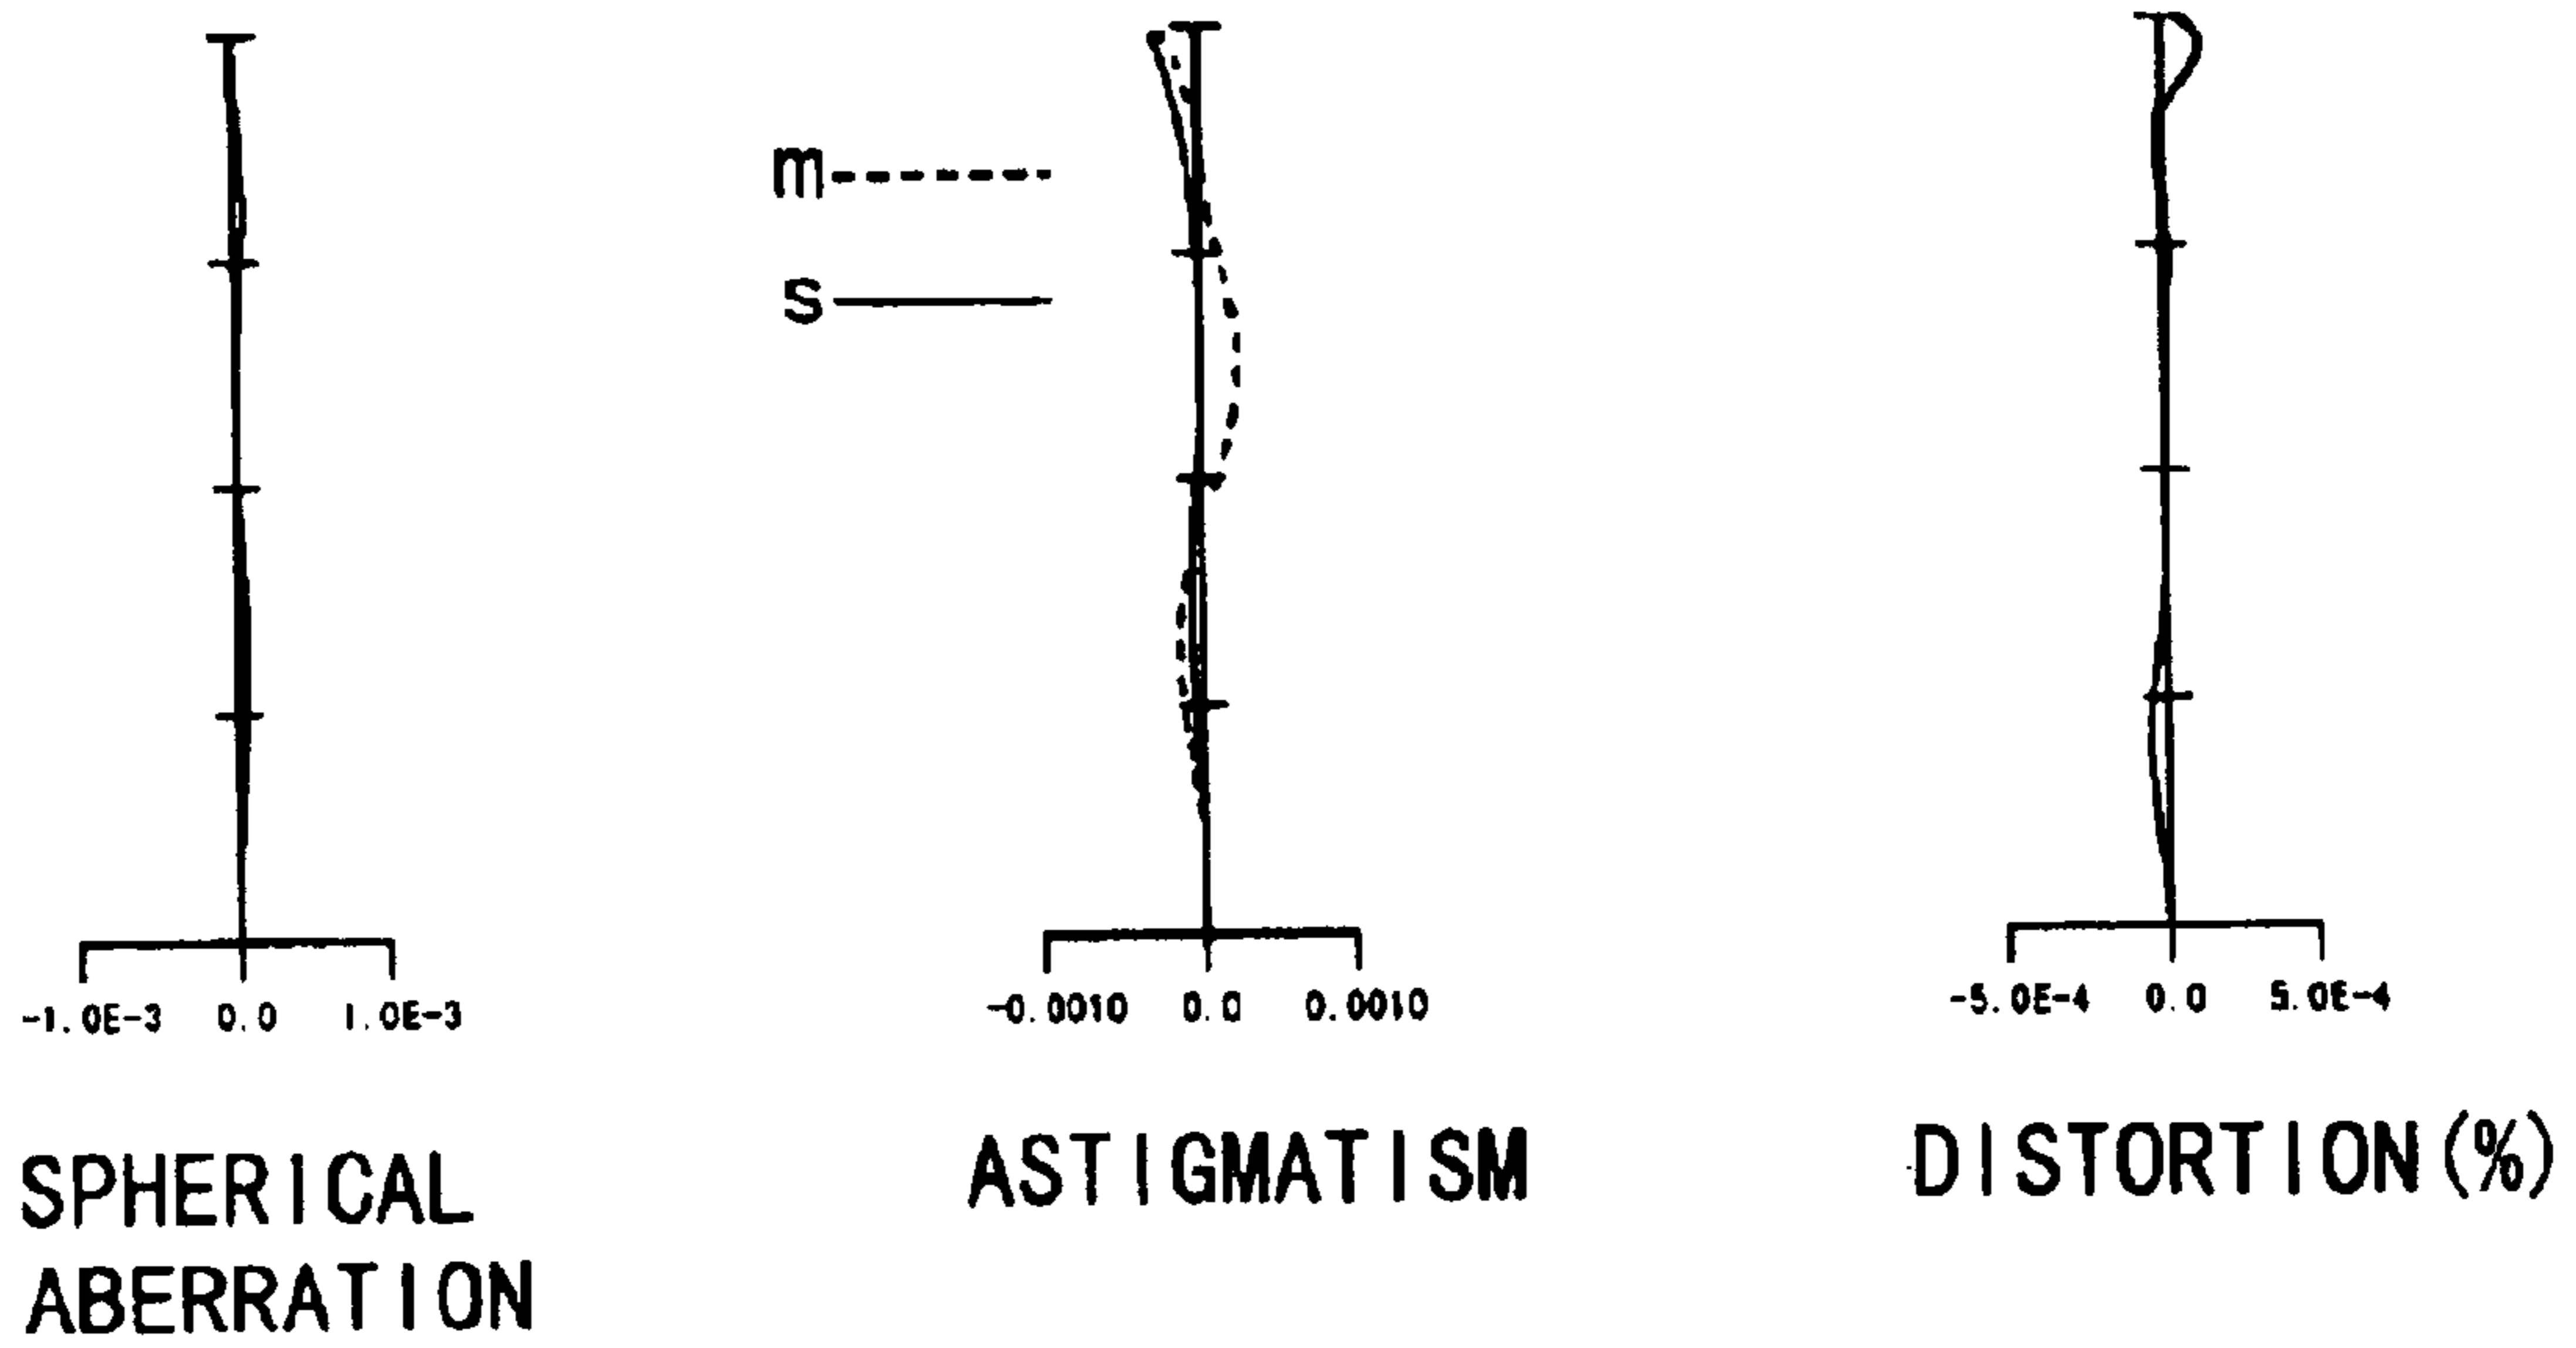 m
s
-1.0E-3 0.0 1.0E-3
-0.0010 0.0 0.0010
-5.0E-4 0.0 5.0E-4
SPHERICAL
ABERRATION
ASTIGMATISM
DISTORTION(%)